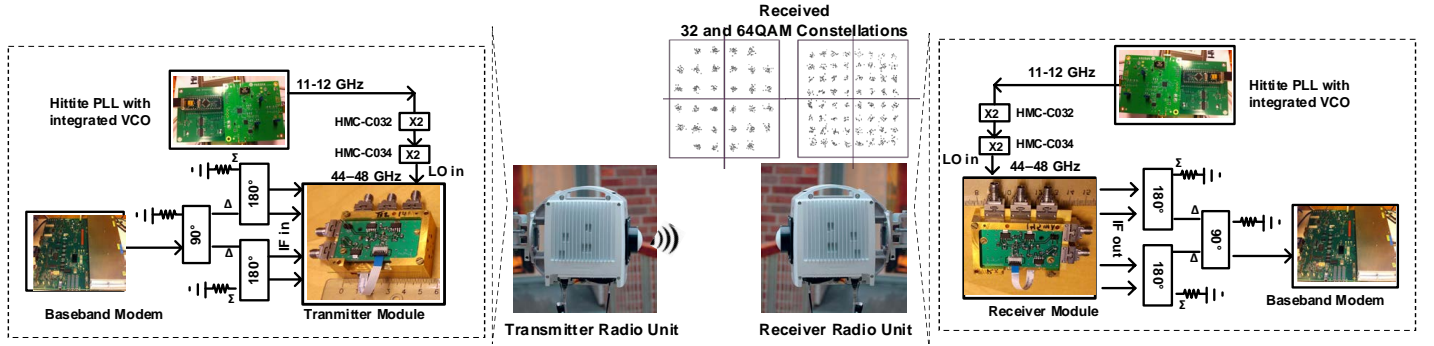 Received
32 and 64QAM Constellations
11-12 GHz
Hittite PLL with
integrated VCO
HMC-C032
X2
HMC-C034
X2
LO in
44–48 GHz
Σ
180°
Δ
90°
IF in
Δ
180°
Σ
Baseband Modem
Tranmitter Module
Transmitter Radio Unit
Receiver Radio Unit
11-12 GHz
Hittite PLL with
integrated VCO
X2
HMC-C032
X2
HMC-C034
LO in
44–48 GHz
Σ
180°
Δ
IF out
90°
Δ
180°
Σ
Receiver Module
Baseband Modem